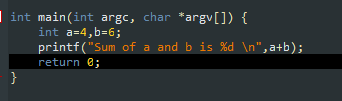 int main(int argc, char *argv[]) {
    int a=4,b=6;
    printf("Sum of a and b is %d \n",a+b);
    return 0;
}